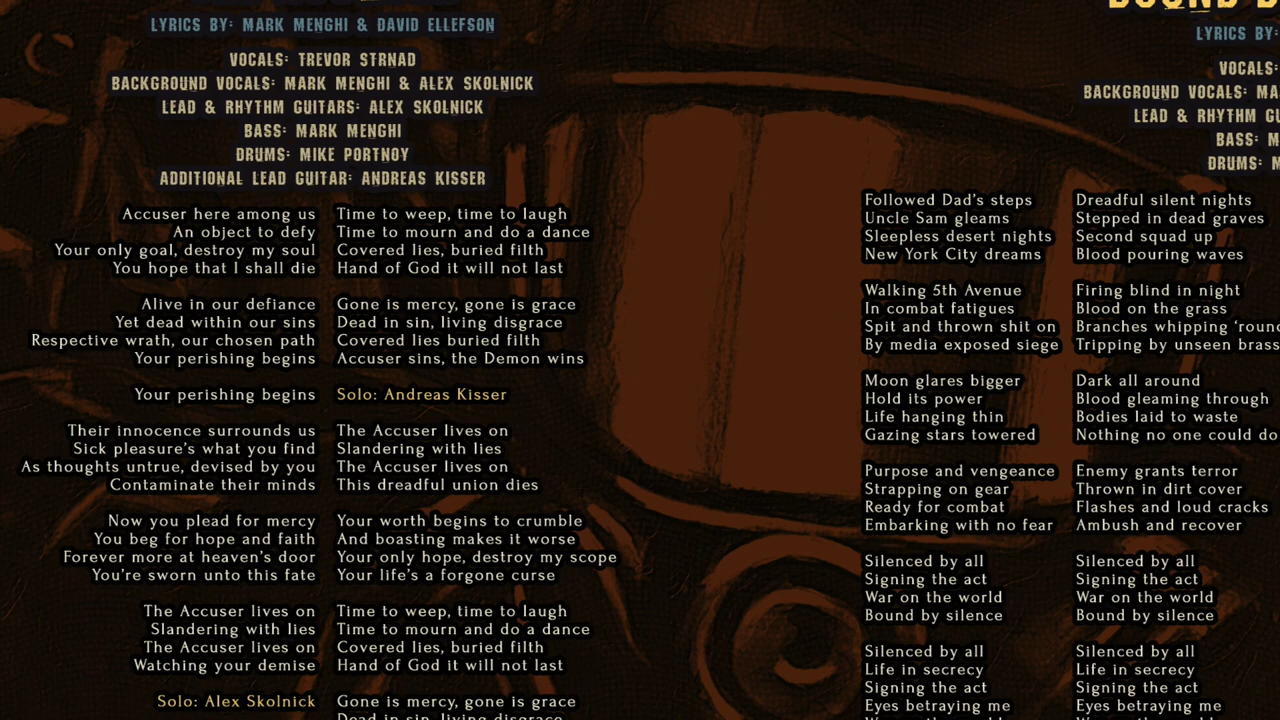 LYRICS BY: MARK MENGHI & DAVID ELLEFSON
VOCALS: TREVOR STRNAD
BACKGROUND VOCALS: MARK MENGHI & ALEX SKOLNICK
LEAD & RHYTHM GUITARS: ALEX SKOLNICK
BASS: MARK MENGHI
DRUMS: MIKE PORTNOY
ADDITIONAL LEAD GUITAR: ANDREAS KISSER
Accuser here among us
An object to defy
Your only goal, destroy my soul
You hope that I shall die
Alive in our defiance
Yet dead within our sins
Respective wrath, our chosen path
Your perishing begins
Your perishing begins
Their innocence surrounds us
Sick pleasure's what you find
As thoughts untrue, devised by you
Contaminate their minds
Now you plead for mercy
You beg for hope and faith
Forever more at heaven's door
You're sworn unto this fate
The Accuser lives on
Slandering with lies
The Accuser lives on
Watching your demise
Solo: Alex Skolnick
Time to weep, time to laugh
Time to mourn and do a dance
Covered lies, buried filth
Hand of God it will not last
Gone is mercy, gone is grace
Dead in sin, living disgrace
Covered lies buried filth
Accuser sins, the Demon wins
Solo: Andreas Kisser
The Accuser lives on
Slandering with lies
The Accuser lives on
This dreadful union dies
Your worth begins to crumble
And boasting makes it worse
Your only hope, destroy my scope
Your life's a forgone curse
Time to weep, time to laugh
Time to mourn and do a dance
Covered lies, buried filth
Hand of God it will not last
Gone is mercy, gone is grace
Dead in sin, living disgrace
BOUND
LYRICS BY:
VOCALS:
BACKGROUND VOCALS:
LEAD & RHYTHM
BASS:
DRUMS:
Followed Dad's steps
Uncle Sam gleams
Sleepless desert nights
New York City dreams
Walking 5th Avenue
In combat fatigues
Spit and thrown shit on
By media exposed siege
Moon glares bigger
Hold its power
Life hanging thin
Gazing stars towered
Purpose and vengeance
Strapping on gear
Ready for combat
Embarking with no fear
Silenced by all
Signing the act
War on the world
Bound by silence
Silenced by all
Life in secrecy
Signing the act
Eyes betraying me
Dreadful silent nights
Stepped in dead graves
Second squad up
Blood pouring waves
Firing blind in night
Blood on the grass
Branches whipping ‘round
Tripping by unseen brass
Dark all around
Blood gleaming through
Bodies laid to waste
Nothing no one could do
Enemy grants terror
Thrown in dirt cover
Flashes and loud cracks
Ambush and recover
Silenced by all
Signing the act
War on the world
Bound by silence
Silenced by all
Life in secrecy
Signing the act
Eyes betraying me